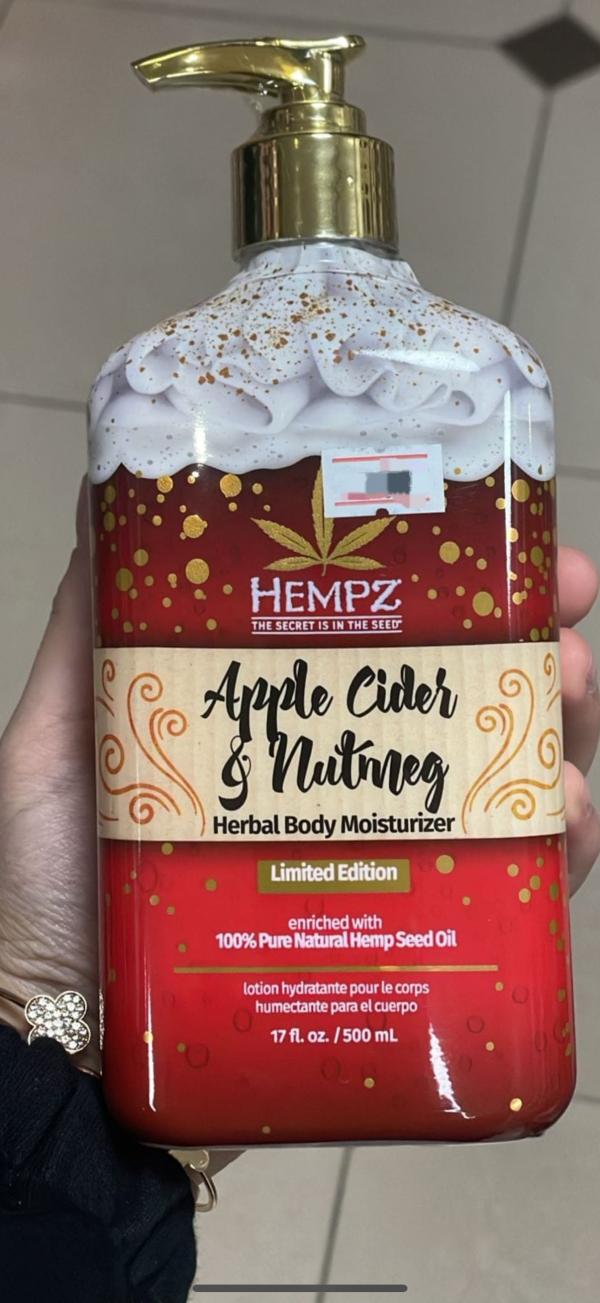 HEMPZ
THE SECRET IS IN THE SEED™
Apple Cider
& Nutmeg
Herbal Body Moisturizer
Limited Edition
enriched with
100% Pure Natural Hemp Seed Oil
lotion hydratante pour le corps
humectante para el cuerpo
17 fl. oz. / 500 mL